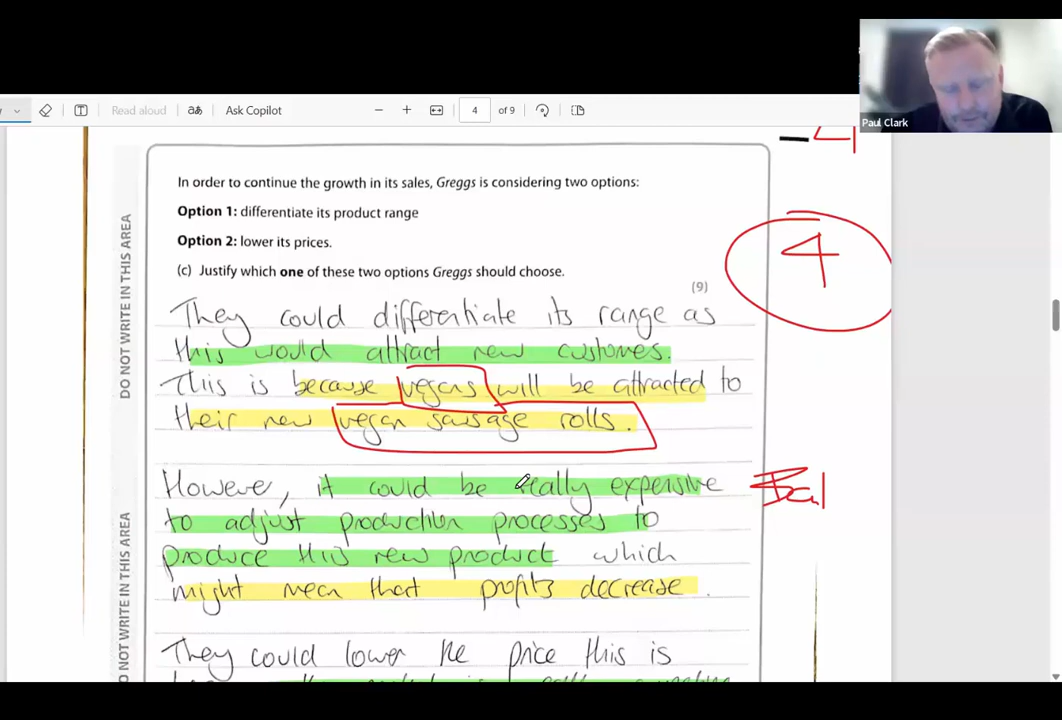 Read aloud
aあ
Ask Copilot
4
of 9
Paul Clark
4
DO NOT WRITE IN THIS AREA
In order to continue the growth in its sales, Greggs is considering two options:
Option 1: differentiate its product range
Option 2: lower its prices.
(c) Justify which one of these two options Greggs should choose.
(9)
4
They could differentiate its range as
this would attract new customes.
This is because vegans will be attracted to
their new vegan sausage rolls.
However, it could be really expensive
Bal
to adjust production processes to
produce this new product which
might mean that profits decrease.
DO NOT WRITE IN THIS AREA
They could lower the price this is